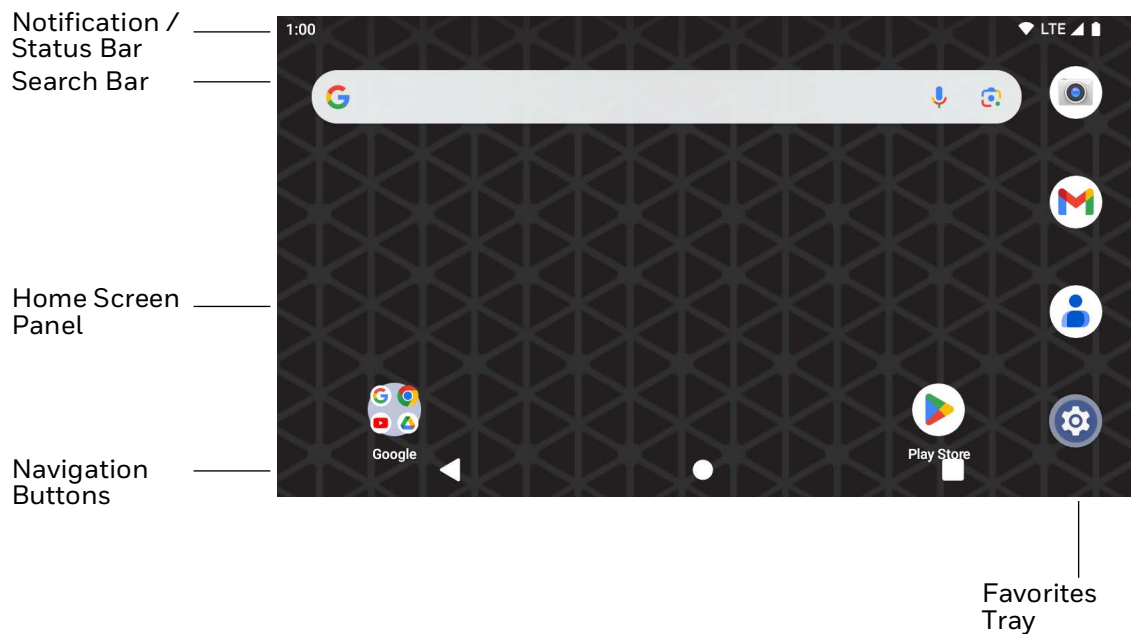 Notification /
Status Bar
Search Bar
Home Screen
Panel
Navigation
Buttons
1:00
LTE
Google
Play Store
Favorites
Tray